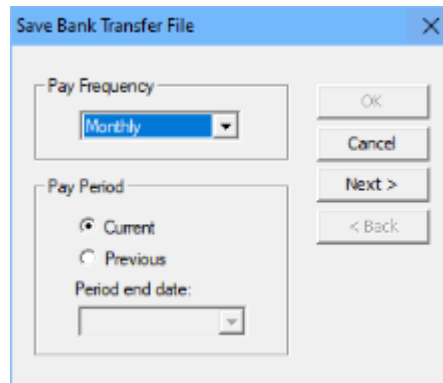 Save Bank Transfer File
Pay Frequency
Monthly
OK
Cancel
Next >
< Back
Pay Period
Current
Previous
Period end date: